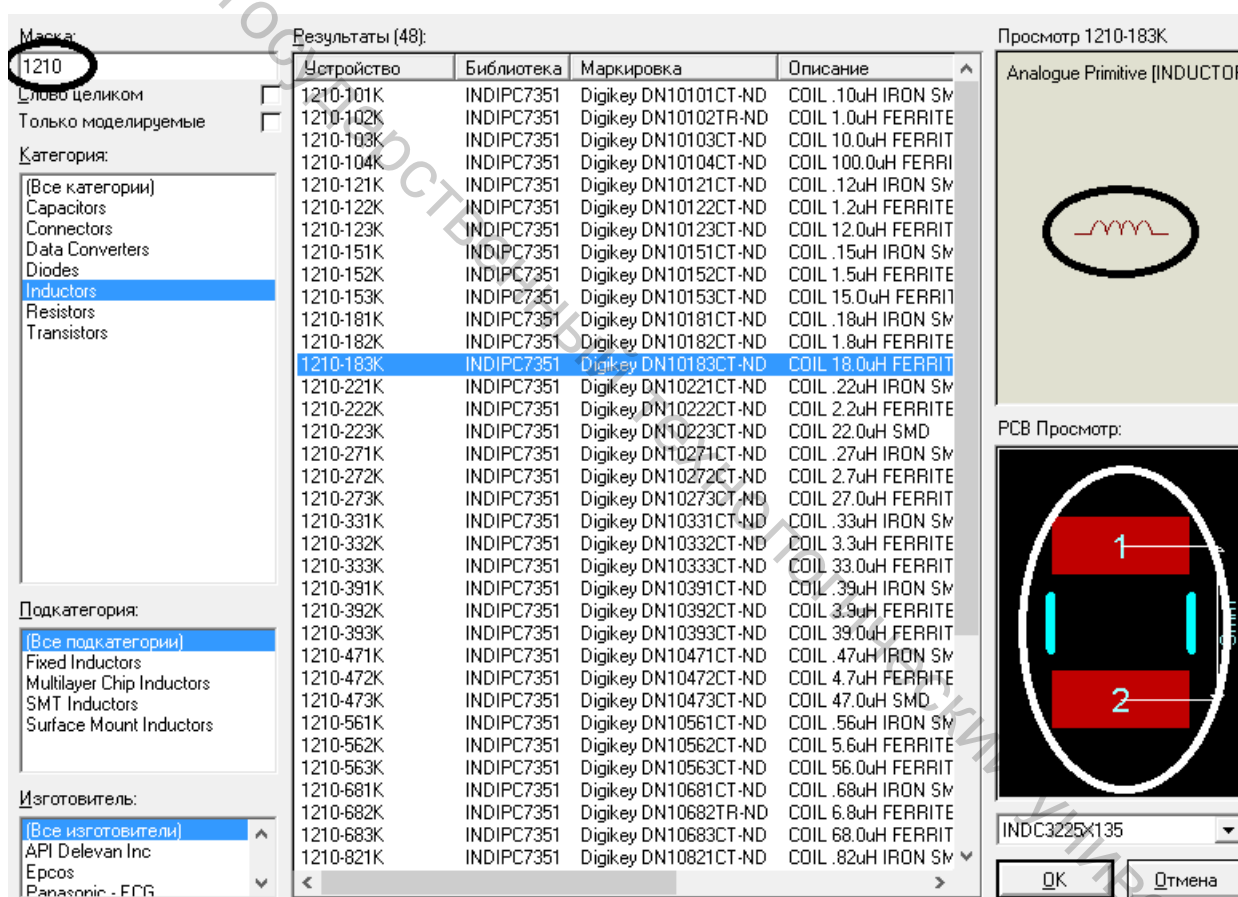 Маска:
1210
Слово целиком
Только моделируемые
Категория:
(Все категории)
Capacitors
Connectors
Data Converters
Diodes
Inductors
Resistors
Transistors
Подкатегория:
(Все подкатегории)
Fixed Inductors
Multilayer Chip Inductors
SMT Inductors
Surface Mount Inductors
Изготовитель:
(Все изготовители)
API Delevan Inc
Epcos
Panasonic - ECG
Результаты (48):
Устройство Библиотека Маркировка Описание
1210-101K INDIPC7351 Digikey DN10101CT-ND COIL .10uH IRON SM
1210-102K INDIPC7351 Digikey DN10102TR-ND COIL 1.0uH FERRITE
1210-103K INDIPC7351 Digikey DN10103CT-ND COIL 10.0uH FERRIT
1210-104K INDIPC7351 Digikey DN10104CT-ND COIL 100.0uH FERRI
1210-121K INDIPC7351 Digikey DN10121CT-ND COIL .12uH IRON SM
1210-122K INDIPC7351 Digikey DN10122CT-ND COIL 1.2uH FERRITE
1210-123K INDIPC7351 Digikey DN10123CT-ND COIL 12.0uH FERRIT
1210-151K INDIPC7351 Digikey DN10151CT-ND COIL .15uH IRON SM
1210-152K INDIPC7351 Digikey DN10152CT-ND COIL 1.5uH FERRITE
1210-153K INDIPC7351 Digikey DN10153CT-ND COIL 15.0uH FERRIT
1210-181K INDIPC7351 Digikey DN10181CT-ND COIL .18uH IRON SM
1210-182K INDIPC7351 Digikey DN10182CT-ND COIL 1.8uH FERRITE
1210-183K INDIPC7351 Digikey DN10183CT-ND COIL 18.0uH FERRIT
1210-221K INDIPC7351 Digikey DN10221CT-ND COIL .22uH IRON SM
1210-222K INDIPC7351 Digikey DN10222CT-ND COIL 2.2uH FERRITE
1210-223K INDIPC7351 Digikey DN10223CT-ND COIL 22.0uH SMD
1210-271K INDIPC7351 Digikey DN10271CT-ND COIL .27uH IRON SM
1210-272K INDIPC7351 Digikey DN10272CT-ND COIL 2.7uH FERRITE
1210-273K INDIPC7351 Digikey DN10273CT-ND COIL 27.0uH FERRIT
1210-331K INDIPC7351 Digikey DN10331CT-ND COIL .33uH IRON SM
1210-332K INDIPC7351 Digikey DN10332CT-ND COIL 3.3uH FERRITE
1210-333K INDIPC7351 Digikey DN10333CT-ND COIL 33.0uH FERRIT
1210-391K INDIPC7351 Digikey DN10391CT-ND COIL .39uH IRON SM
1210-392K INDIPC7351 Digikey DN10392CT-ND COIL 3.9uH FERRITE
1210-393K INDIPC7351 Digikey DN10393CT-ND COIL 39.0uH FERRIT
1210-471K INDIPC7351 Digikey DN10471CT-ND COIL .47uH IRON SM
1210-472K INDIPC7351 Digikey DN10472CT-ND COIL 4.7uH FERRITE
1210-473K INDIPC7351 Digikey DN10473CT-ND COIL 47.0uH SMD
1210-561K INDIPC7351 Digikey DN10561CT-ND COIL .56uH IRON SM
1210-562K INDIPC7351 Digikey DN10562CT-ND COIL 5.6uH FERRITE
1210-563K INDIPC7351 Digikey DN10563CT-ND COIL 56.0uH FERRIT
1210-681K INDIPC7351 Digikey DN10681CT-ND COIL .68uH IRON SM
1210-682K INDIPC7351 Digikey DN10682TR-ND COIL 6.8uH FERRITE
1210-683K INDIPC7351 Digikey DN10683CT-ND COIL 68.0uH FERRIT
1210-821K INDIPC7351 Digikey DN10821CT-ND COIL .82uH IRON SM
Просмотр 1210-183K
Analogue Primitive [INDUCTOR
PCB Просмотр:
1
2
INDC3225X135
OK Отмена
государственный технологический универс